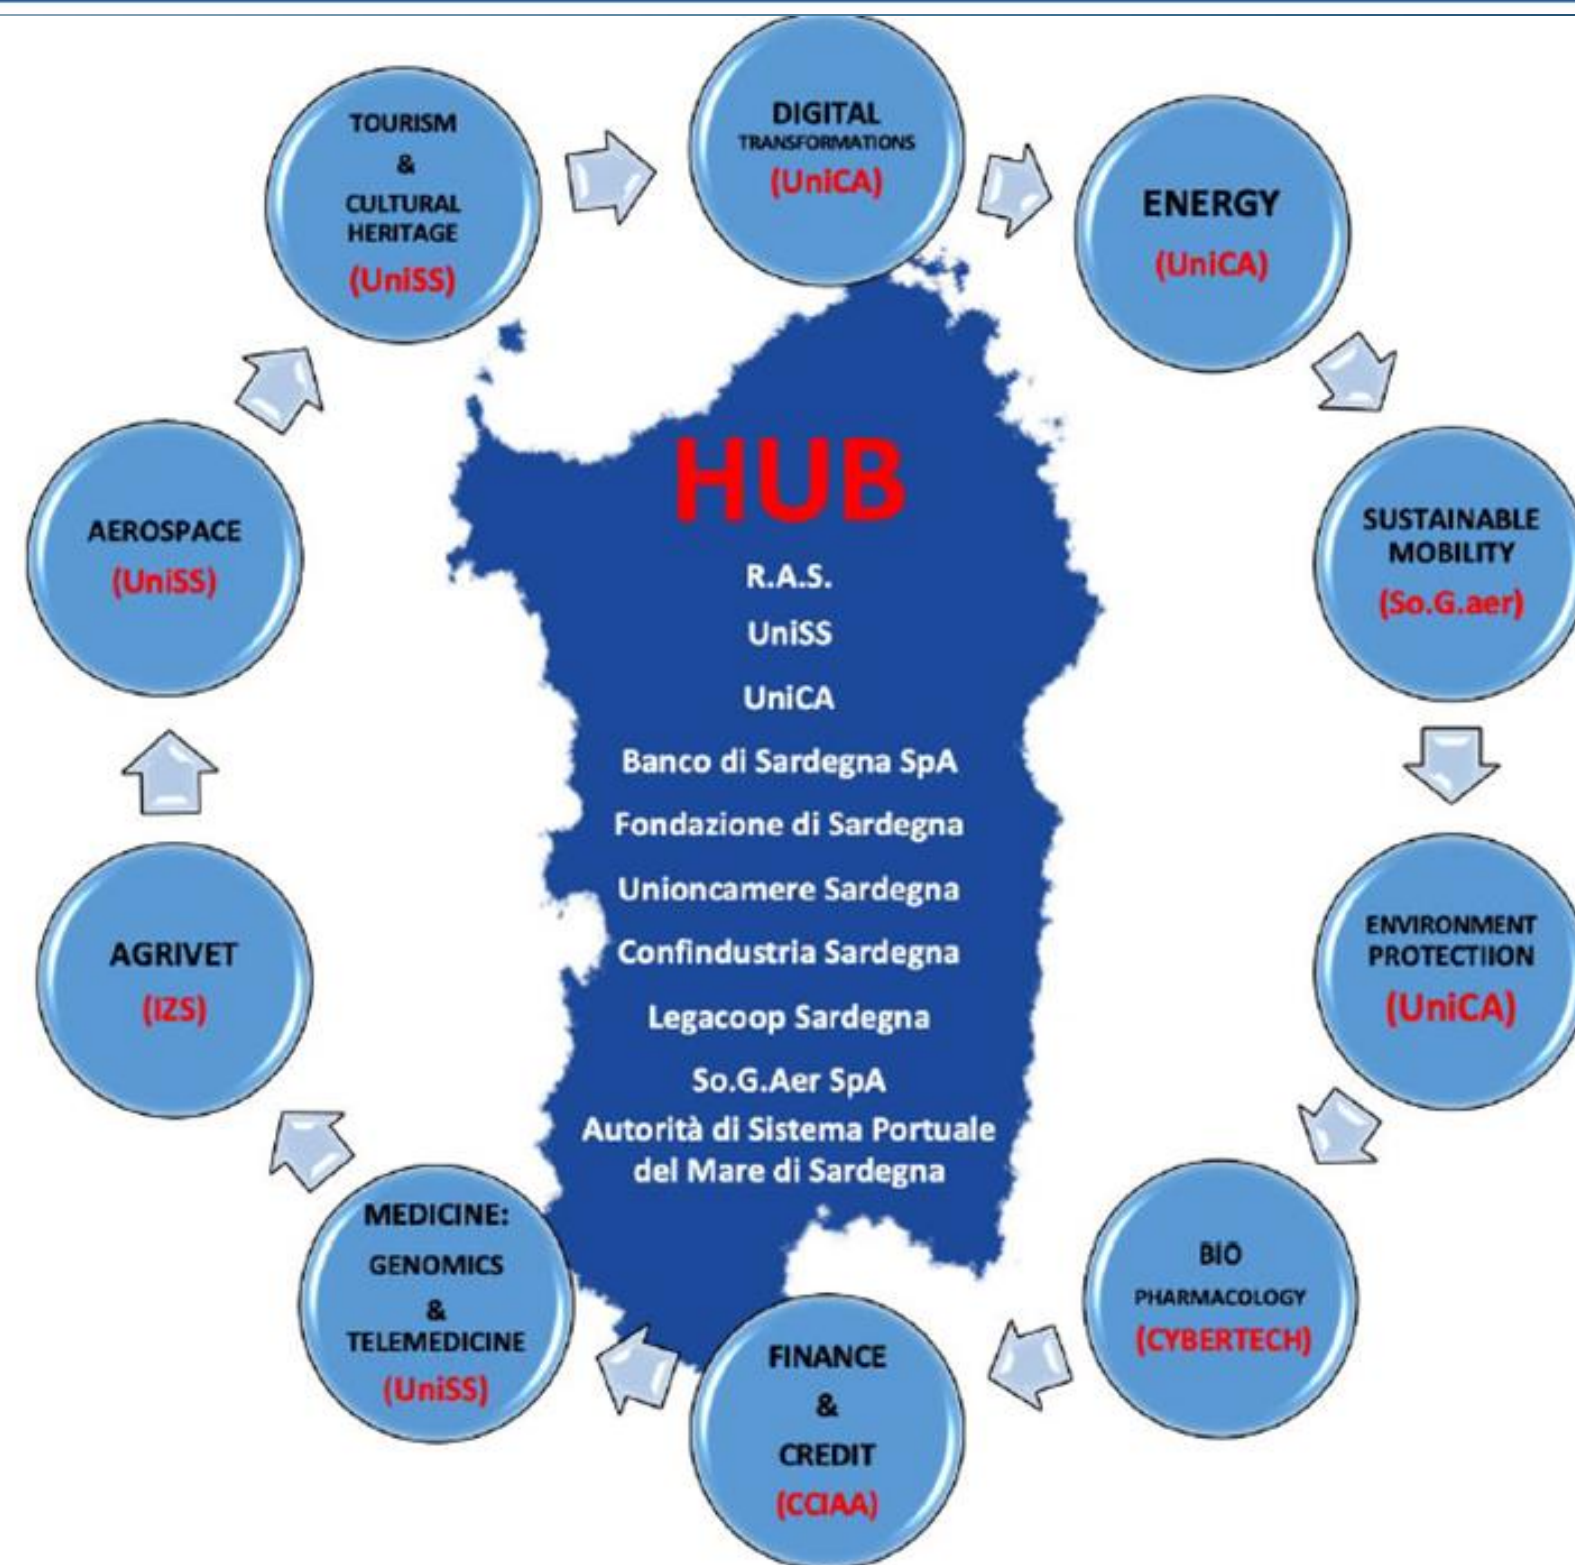 DIGITAL
TRANSFORMATIONS
(UniCA)
ENERGY
(UniCA)
SUSTAINABLE
MOBILITY
(So.G.aer)
ENVIRONMENT
PROTECTIION
(UniCA)
BIO
PHARMACOLOGY
(CYBERTECH)
FINANCE
&
CREDIT
(CCIAA)
MEDICINE:
GENOMICS
&
TELEMEDICINE
(UniSS)
AGRIVET
(IZS)
AEROSPACE
(UniSS)
TOURISM
&
CULTURAL
HERITAGE
(UniSS)
HUB
R.A.S.
UniSS
UniCA
Banco di Sardegna SpA
Fondazione di Sardegna
Unioncamere Sardegna
Confindustria Sardegna
Legacoop Sardegna
So.G.Aer SpA
Autorità di Sistema Portuale
del Mare di Sardegna